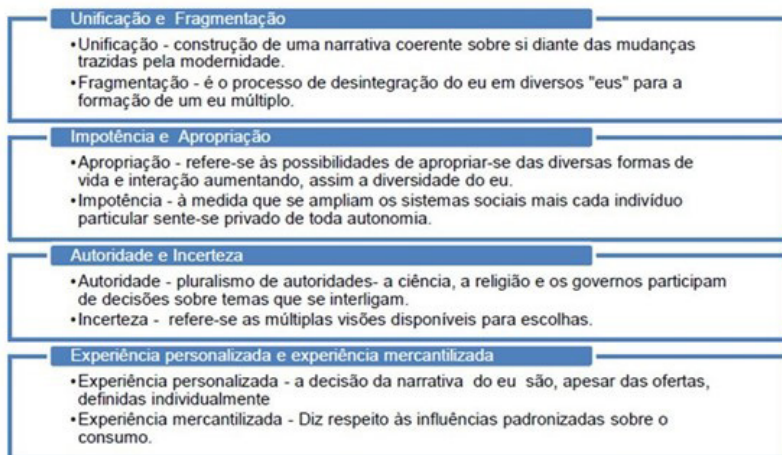 Unificação e Fragmentação
•Unificação - construção de uma narrativa coerente sobre si diante das mudanças
trazidas pela modernidade.
•Fragmentação - é o processo de desintegração do eu em diversos "eus" para a
formação de um eu múltiplo.
Impotência e Apropriação
•Apropriação - refere-se às possibilidades de apropriar-se das diversas formas de
vida e interação aumentando, assim a diversidade do eu.
•Impotência - à medida que se ampliam os sistemas sociais mais cada indivíduo
particular sente-se privado de toda autonomia.
Autoridade e Incerteza
•Autoridade - pluralismo de autoridades- a ciência, a religião e os governos participam
de decisões sobre temas que se interligam.
•Incerteza - refere-se as múltiplas visões disponíveis para escolhas.
Experiência personalizada e experiência mercantilizada
•Experiência personalizada - a decisão da narrativa do eu são, apesar das ofertas,
definidas individualmente
•Experiência mercantilizada - Diz respeito às influências padronizadas sobre o
consumo.